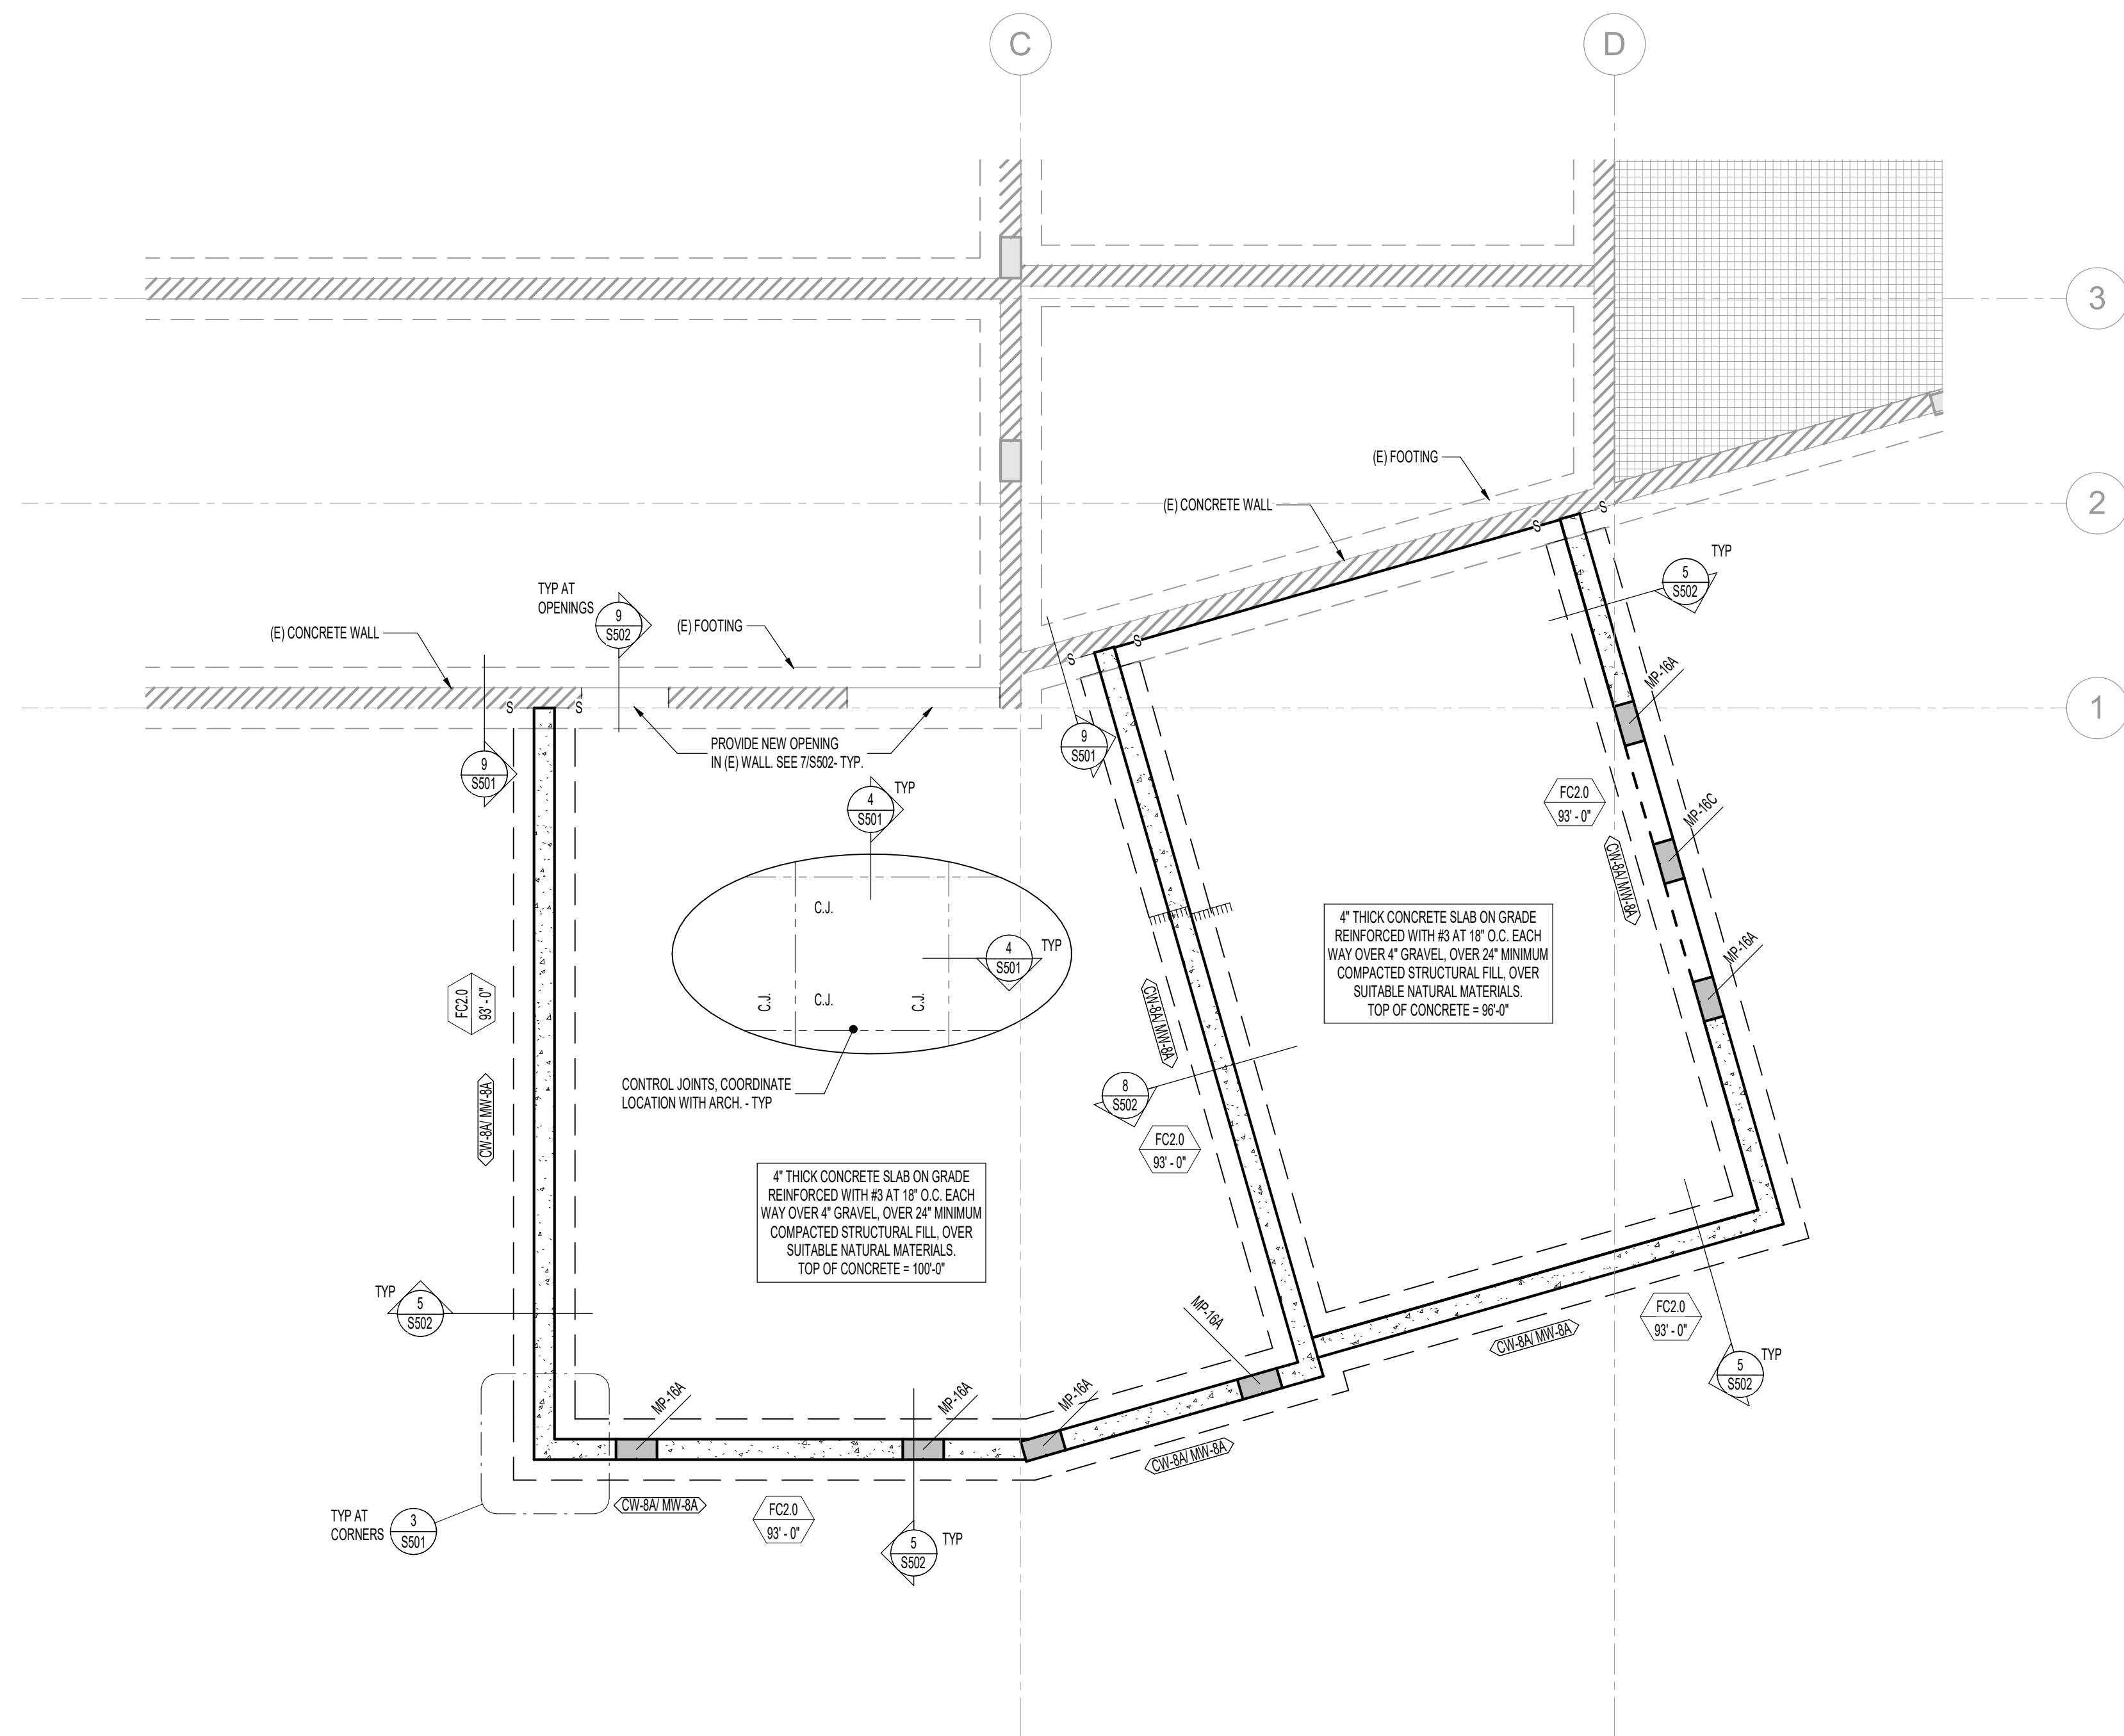 C
D
3
2
1
(E) FOOTING
(E) CONCRETE WALL
5
S502
TYP
TYP AT
OPENINGS
9
S502
(E) FOOTING
(E) CONCRETE WALL
S
S
S
S
S
S
MP-16A
PROVIDE NEW OPENING
IN (E) WALL. SEE 7/S502- TYP.
9
S501
9
S501
4
S501
TYP
FC2.0
93' - 0"
MP-16C
CW-8A/ MW-8A
C.J.
4
S501
TYP
C.J.
C.J.
C.J.
MP-16A
4" THICK CONCRETE SLAB ON GRADE
REINFORCED WITH #3 AT 18" O.C. EACH
WAY OVER 4" GRAVEL, OVER 24" MINIMUM
COMPACTED STRUCTURAL FILL, OVER
SUITABLE NATURAL MATERIALS.
TOP OF CONCRETE = 96'-0"
FC2.0
93' - 0"
CW-8A/ MW-8A
CW-8A/ MW-8A
CONTROL JOINTS, COORDINATE
LOCATION WITH ARCH. - TYP
8
S502
FC2.0
93' - 0"
4" THICK CONCRETE SLAB ON GRADE
REINFORCED WITH #3 AT 18" O.C. EACH
WAY OVER 4" GRAVEL, OVER 24" MINIMUM
COMPACTED STRUCTURAL FILL, OVER
SUITABLE NATURAL MATERIALS.
TOP OF CONCRETE = 100'-0"
TYP
5
S502
MP-16A
FC2.0
93' - 0"
CW-8A/ MW-8A
5
S502
TYP
MP-16A
MP-16A
MP-16A
CW-8A/ MW-8A
CW-8A/ MW-8A
FC2.0
93' - 0"
TYP AT
CORNERS
3
S501
5
S502
TYP